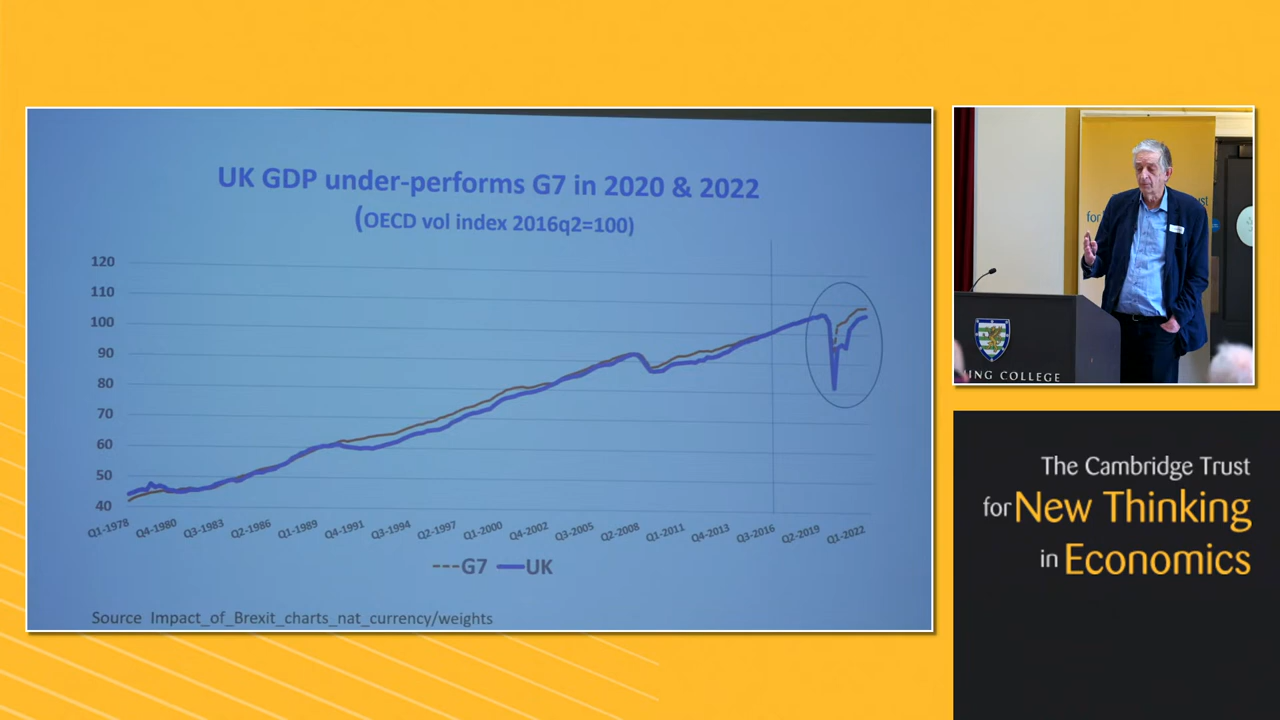 UK GDP under-performs G7 in 2020 & 2022
(OECD vol index 2016q2=100)
120
110
100
90
80
70
60
50
40
Q1-1978
Q4-1980
Q3-1983
Q2-1986
Q1-1989
Q4-1991
Q3-1994
Q2-1997
Q1-2000
Q4-2002
Q3-2005
Q2-2008
Q1-2011
Q4-2013
Q3-2016
Q2-2019
Q1-2022
G7 UK
Source Impact_of_Brexit_charts_nat_currency/weights
for
ING COLLEGE
The Cambridge Trust
for New Thinking
in Economics